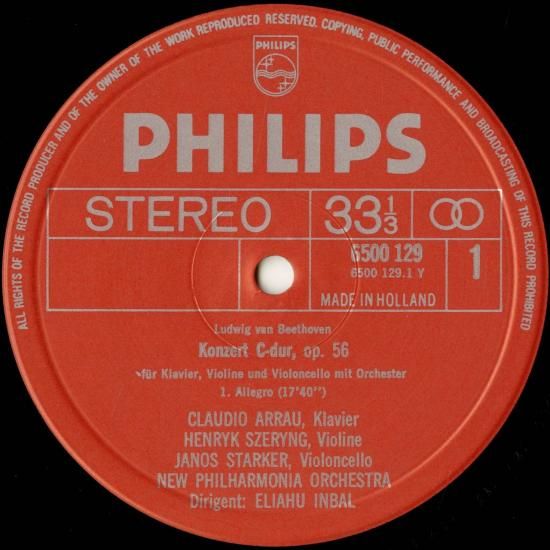 ALL RIGHTS OF THE RECORD PRODUCER AND OF THE OWNER OF THE WORK REPRODUCED RESERVED. COPYING, PUBLIC PERFORMANCE AND BROADCASTING OF THIS RECORD PROHIBITED
PHILIPS
PHILIPS
STEREO 33 1/3
6500 129 1
6500 129.1 Y
MADE IN HOLLAND
Ludwig van Beethoven
Konzert C-dur, op. 56
für Klavier, Violine und Violoncello mit Orchester
1. Allegro (17'40'')
CLAUDIO ARRAU, Klavier
HENRYK SZERYNG, Violine
JANOS STARKER, Violoncello
NEW PHILHARMONIA ORCHESTRA
Dirigent: ELIAHU INBAL